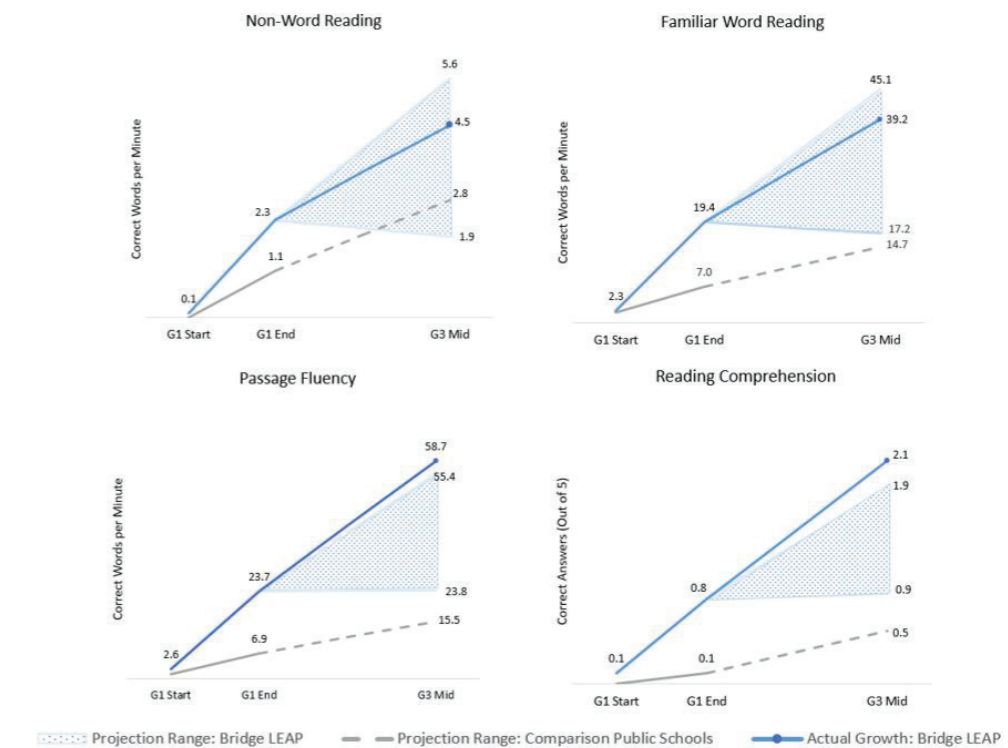 Non-Word Reading
Correct Words per Minute
5.6
4.5
2.8
2.3
1.9
1.1
0.1
G1 Start G1 End G3 Mid
Familiar Word Reading
Correct Words per Minute
45.1
39.2
19.4
17.2
14.7
7.0
2.3
G1 Start G1 End G3 Mid
Passage Fluency
Correct Words per Minute
58.7
55.4
23.7
23.8
15.5
6.9
2.6
G1 Start G1 End G3 Mid
Reading Comprehension
Correct Answers (Out of 5)
2.1
1.9
0.8
0.9
0.5
0.1 0.1
G1 Start G1 End G3 Mid
Projection Range: Bridge LEAP Projection Range: Comparison Public Schools Actual Growth: Bridge LEAP